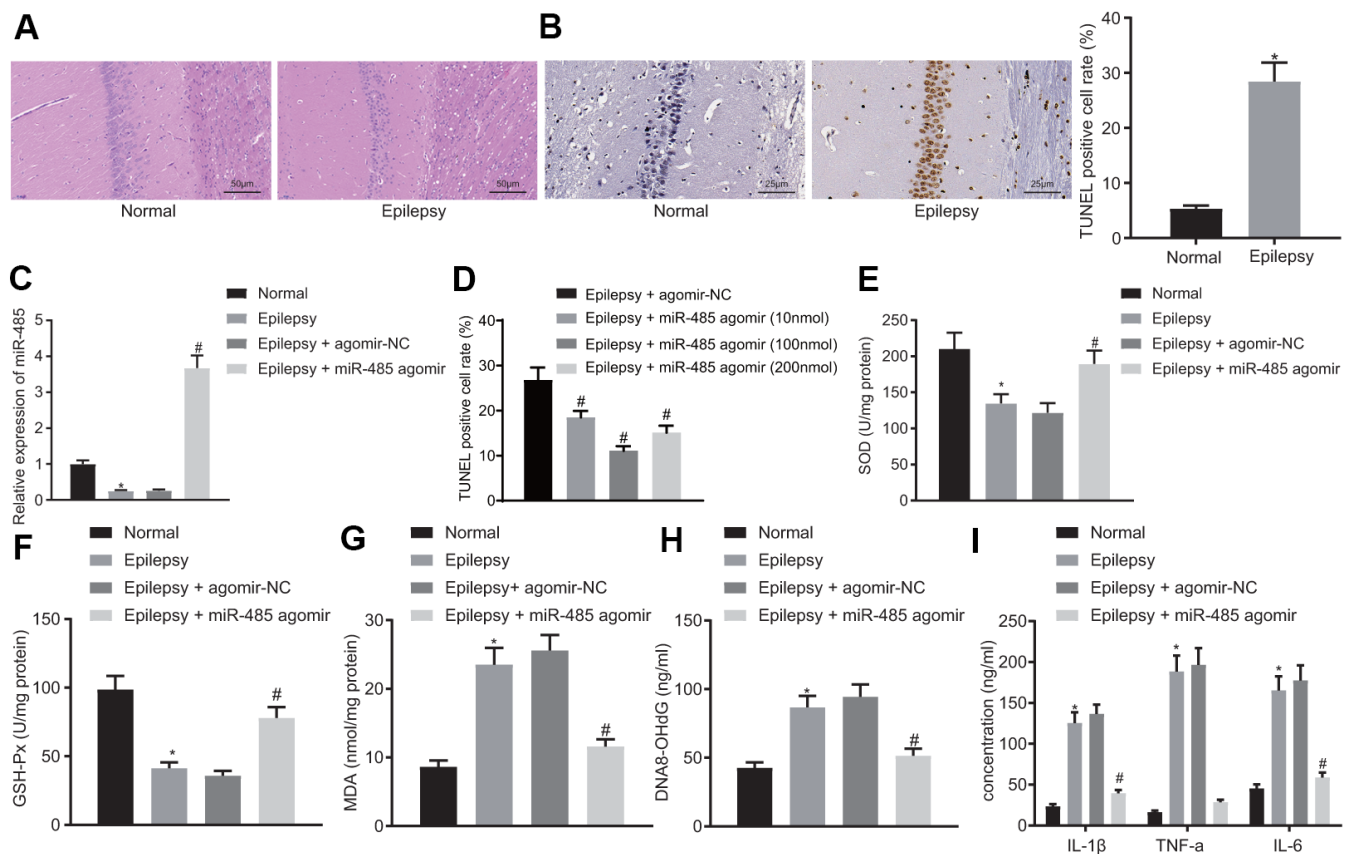 A
50µm
Normal
50µm
Epilepsy
B
25µm
Normal
25µm
Epilepsy
TUNEL positive cell rate (%)
40
30
20
10
0
*
Normal
Epilepsy
C
Normal
Epilepsy
Epilepsy + agomir-NC
Epilepsy + miR-485 agomir
Relative expression of miR-485
5
4
3
2
1
0
*
#
D
Epilepsy + agomir-NC
Epilepsy + miR-485 agomir (10nmol)
Epilepsy + miR-485 agomir (100nmol)
Epilepsy + miR-485 agomir (200nmol)
TUNEL positive cell rate (%)
40
30
20
10
0
#
#
#
E
Normal
Epilepsy
Epilepsy + agomir-NC
Epilepsy + miR-485 agomir
SOD (U/mg protein)
250
200
150
100
50
0
*
#
F
Normal
Epilepsy
Epilepsy + agomir-NC
Epilepsy + miR-485 agomir
GSH-Px (U/mg protein)
150
100
50
0
*
#
G
Normal
Epilepsy
Epilepsy+ agomir-NC
Epilepsy + miR-485 agomir
MDA (nmol/mg protein)
30
20
10
0
*
#
H
Normal
Epilepsy
Epilepsy + agomir-NC
Epilepsy + miR-485 agomir
DNA8-OHdG (ng/ml)
150
100
50
0
*
#
I
Normal
Epilepsy
Epilepsy + agomir-NC
Epilepsy + miR-485 agomir
concentration (ng/ml)
250
200
150
100
50
0
*
#
*
*
#
IL-1β
TNF-a
IL-6